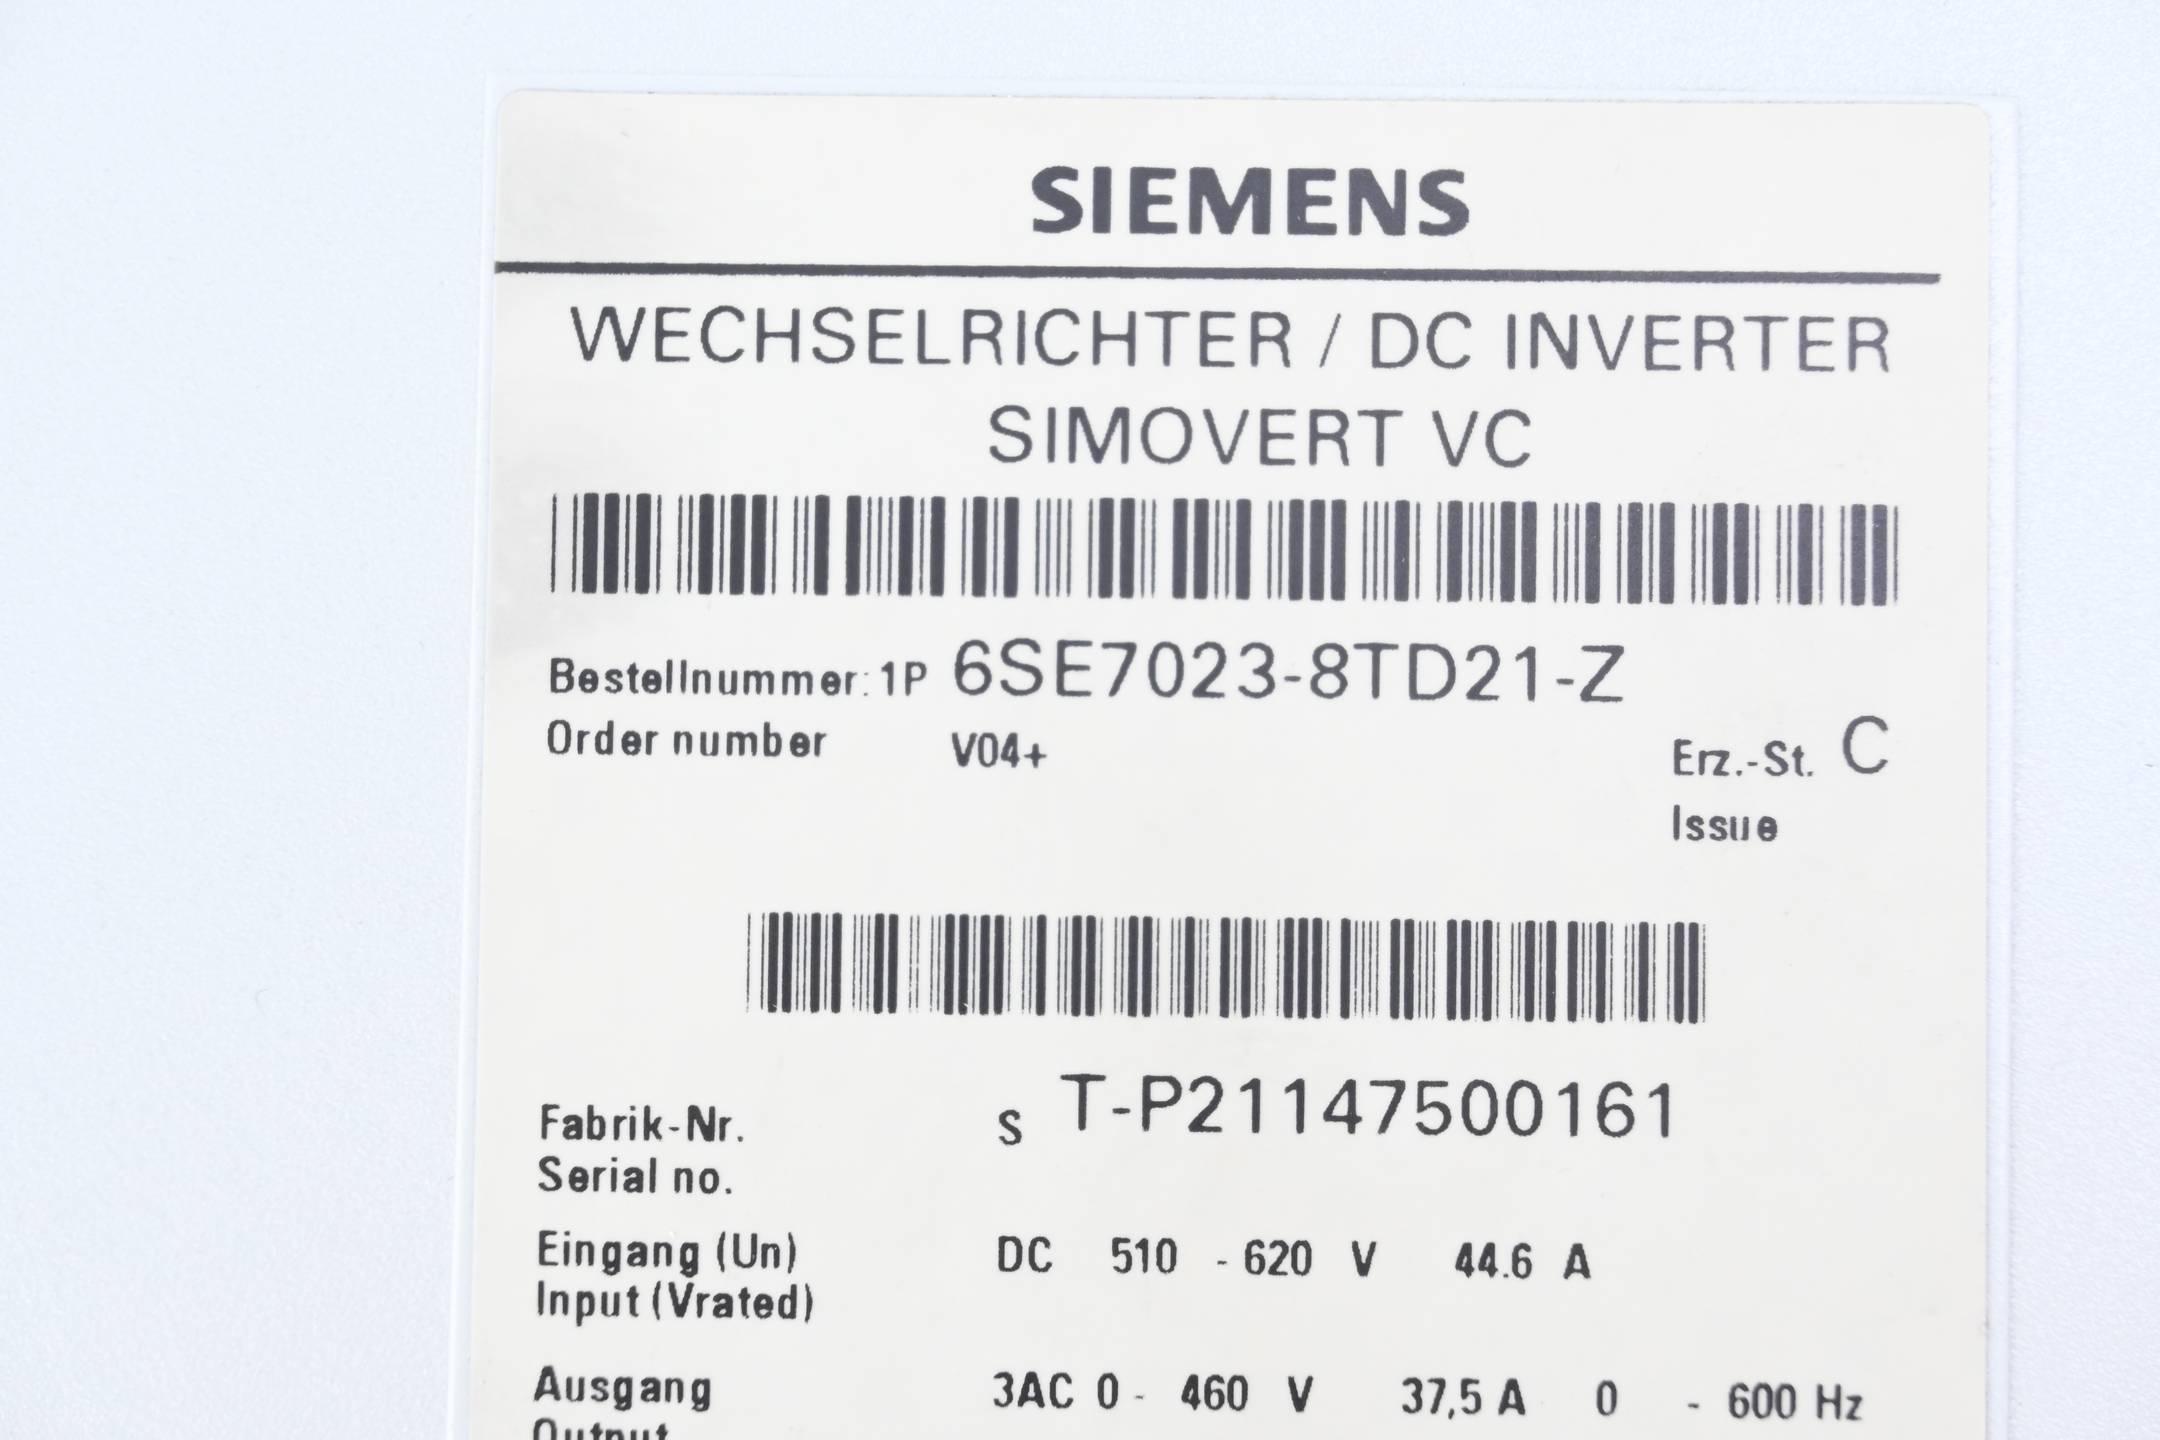 SIEMENS
WECHSELRICHTER / DC INVERTER
SIMOVERT VC
Bestellnummer: 1P 6SE7023-8TD21-Z
Order number V04+ Erz.-St. C
Issue
Fabrik-Nr. S T-P21147500161
Serial no.
Eingang (Un) DC 510 - 620 V 44.6 A
Input (Vrated)
Ausgang 3AC 0 - 460 V 37,5 A 0 - 600 Hz
Output